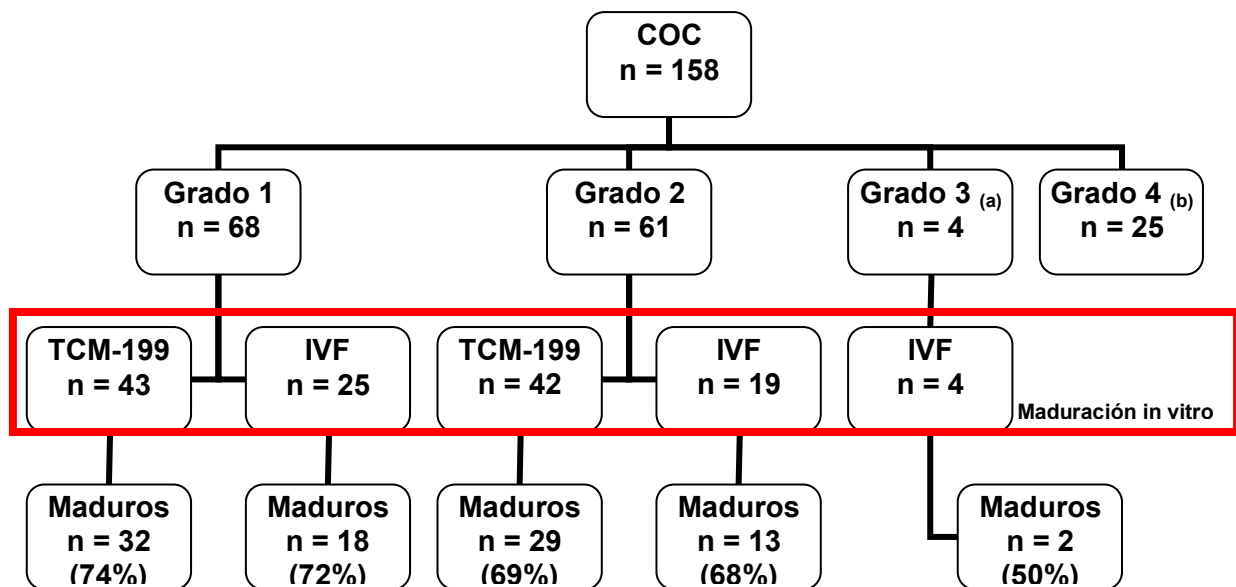 COC
n = 158
Grado 1
n = 68
Grado 2
n = 61
Grado 3 (a)
n = 4
Grado 4 (b)
n = 25
TCM-199
n = 43
IVF
n = 25
TCM-199
n = 42
IVF
n = 19
IVF
n = 4
Maduración in vitro
Maduros
n = 32
(74%)
Maduros
n = 18
(72%)
Maduros
n = 29
(69%)
Maduros
n = 13
(68%)
Maduros
n = 2
(50%)